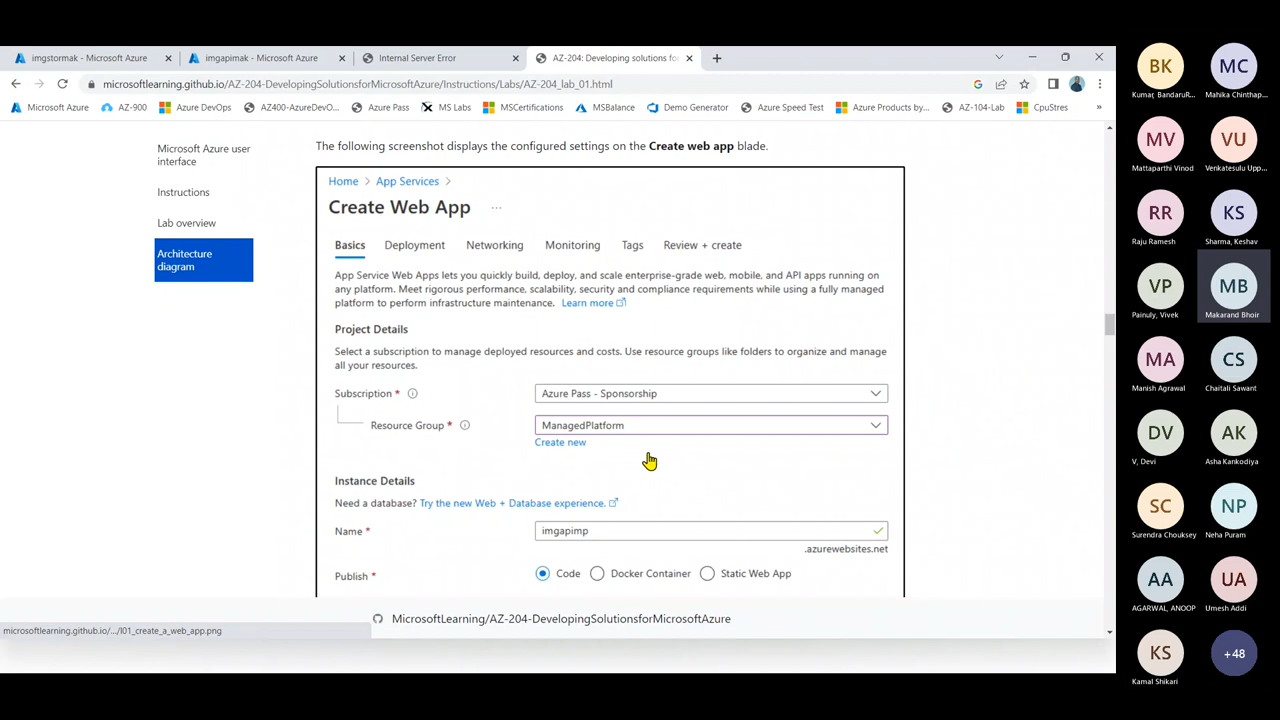 imgstormak - Microsoft Azure
imgapimak - Microsoft Azure
Internal Server Error
AZ-204: Developing solutions fo
microsoftlearning.github.io/AZ-204-DevelopingSolutionsforMicrosoftAzure/Instructions/Labs/AZ-204_lab_01.html
Microsoft Azure
AZ-900
Azure DevOps
AZ400-AzureDevO...
Azure Pass
MS Labs
MSCertifications
MSBalance
Demo Generator
Azure Speed Test
Azure Products by...
AZ-104-Lab
CpuStres
»
Microsoft Azure user
interface
Instructions
Lab overview
Architecture
diagram
The following screenshot displays the configured settings on the Create web app blade.
Home > App Services >
Create Web App ...
Basics Deployment Networking Monitoring Tags Review + create
App Service Web Apps lets you quickly build, deploy, and scale enterprise-grade web, mobile, and API apps running on
any platform. Meet rigorous performance, scalability, security and compliance requirements while using a fully managed
platform to perform infrastructure maintenance. Learn more
Project Details
Select a subscription to manage deployed resources and costs. Use resource groups like folders to organize and manage
all your resources.
Subscription * Azure Pass - Sponsorship
Resource Group * ManagedPlatform
Create new
Instance Details
Need a database? Try the new Web + Database experience.
Name * imgapimp
.azurewebsites.net
Publish * Code Docker Container Static Web App
MicrosoftLearning/AZ-204-DevelopingSolutionsforMicrosoftAzure
microsoftlearning.github.io/.../l01_create_a_web_app.png
BK MC
Kumar, BandaruR... Mahika Chinthap...
MV VU
Mattaparthi Vinod Venkatesulu Upp...
RR KS
Raju Ramesh Sharma, Keshav
VP MB
Painuly, Vivek Makarand Bhoir
MA CS
Manish Agrawal Chaitali Sawant
DV AK
V, Devi Asha Kankodiya
SC NP
Surendra Chouksey Neha Puram
AA UA
AGARWAL, ANOOP Umesh Addi
KS +48
Kamal Shikari